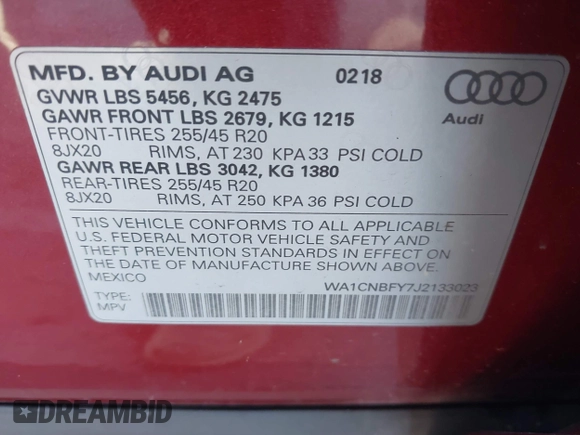 MFD. BY AUDI AG 0218
GVWR LBS 5456, KG 2475
GAWR FRONT LBS 2679, KG 1215
FRONT-TIRES 255/45 R20
8JX20 RIMS, AT 230 KPA 33 PSI COLD
GAWR REAR LBS 3042, KG 1380
REAR-TIRES 255/45 R20
8JX20 RIMS, AT 250 KPA 36 PSI COLD
Audi
THIS VEHICLE CONFORMS TO ALL APPLICABLE
U.S. FEDERAL MOTOR VEHICLE SAFETY AND
THEFT PREVENTION STANDARDS IN EFFECT ON
THE DATE OF MANUFACTURE SHOWN ABOVE.
MEXICO
WA1CNBFY7J2133023
TYPE:
MPV
DREAMBID